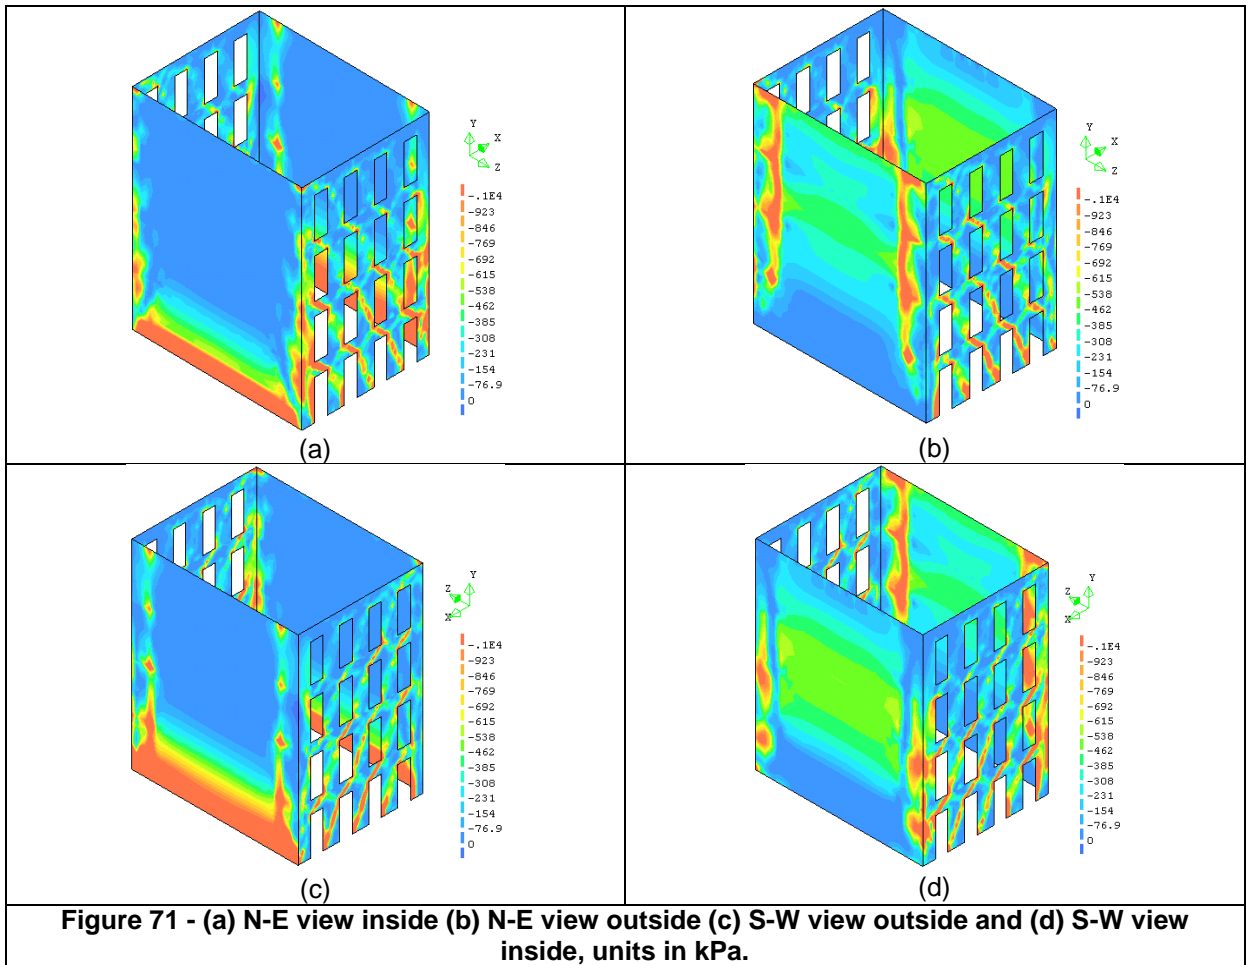 Y
X
Z
-.1E4
-923
-846
-769
-692
-615
-538
-462
-385
-308
-231
-154
-76.9
0
(a)
Y
X
Z
-.1E4
-923
-846
-769
-692
-615
-538
-462
-385
-308
-231
-154
-76.9
0
(b)
Y
Z
X
-.1E4
-923
-846
-769
-692
-615
-538
-462
-385
-308
-231
-154
-76.9
0
(c)
Y
Z
X
-.1E4
-923
-846
-769
-692
-615
-538
-462
-385
-308
-231
-154
-76.9
0
(d)
Figure 71 - (a) N-E view inside (b) N-E view outside (c) S-W view outside and (d) S-W view
inside, units in kPa.